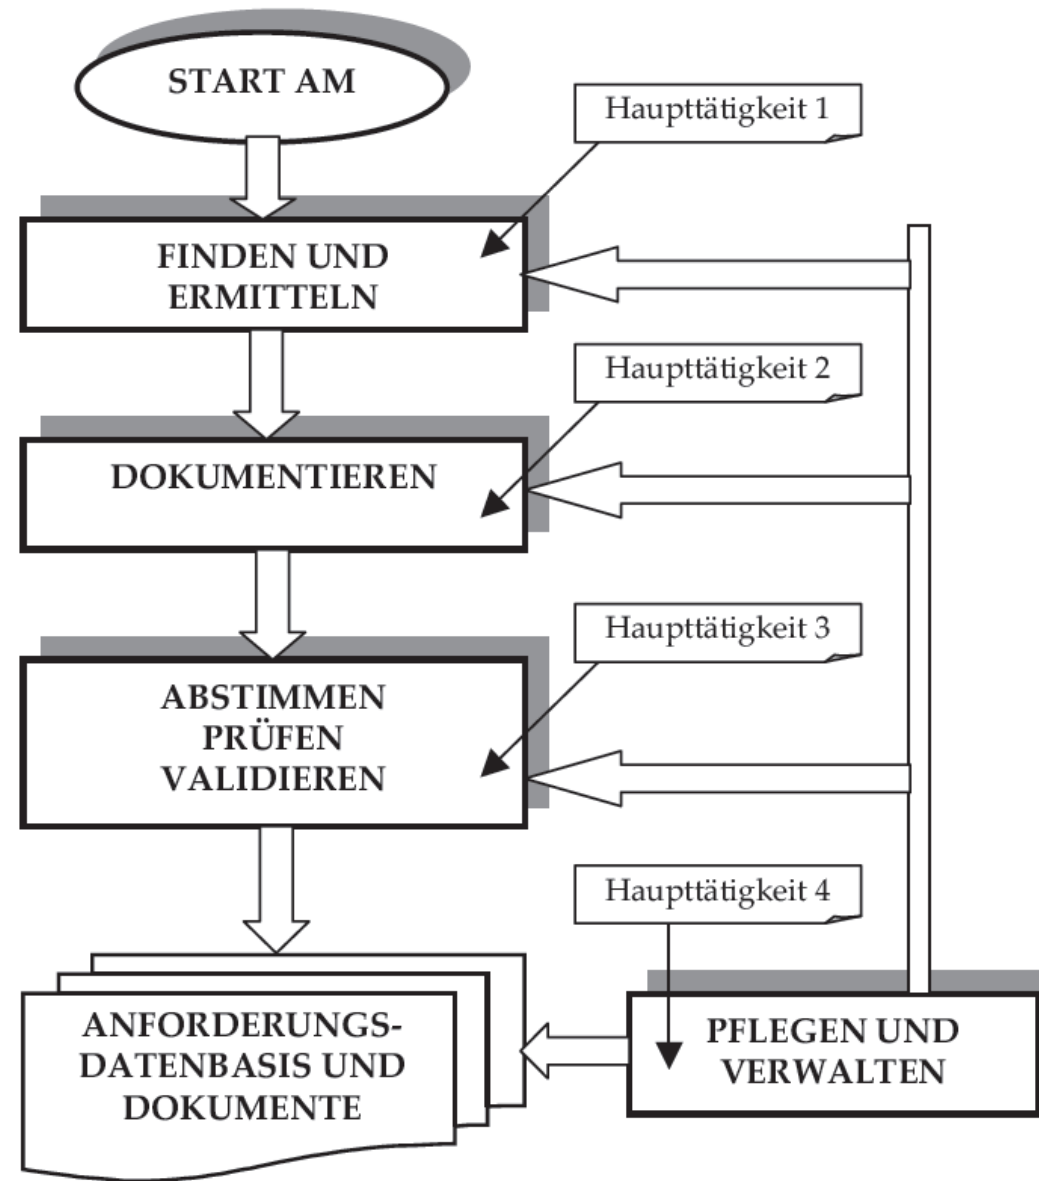 START AM
Haupttätigkeit 1
FINDEN UND
ERMITTELN
Haupttätigkeit 2
DOKUMENTIEREN
Haupttätigkeit 3
ABSTIMMEN
PRÜFEN
VALIDIEREN
Haupttätigkeit 4
ANFORDERUNGS-
DATENBASIS UND
DOKUMENTE
PFLEGEN UND
VERWALTEN